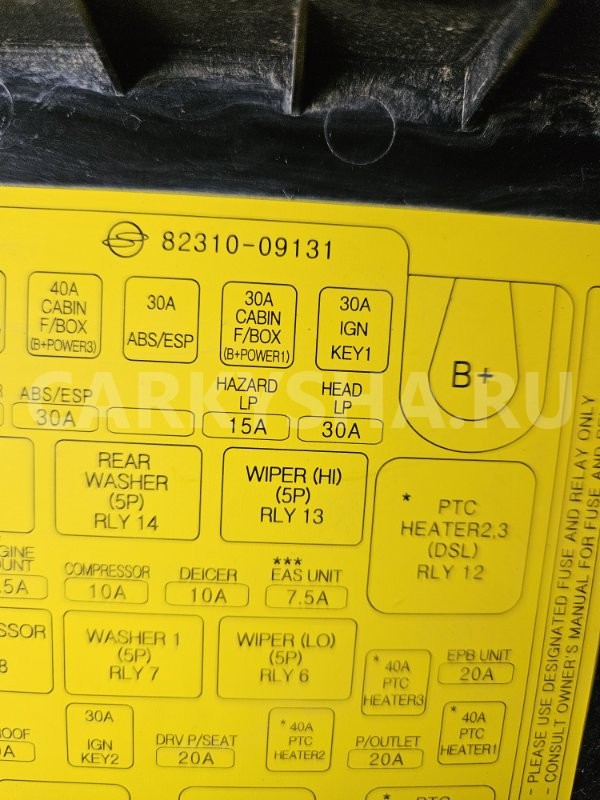 82310-09131
40A
CABIN
F/BOX
(B+POWER3)
30A
ABS/ESP
30A
CABIN
F/BOX
(B+POWER1)
30A
IGN
KEY1
B+
ABS/ESP
30A
HAZARD
LP
15A
HEAD
LP
30A
CARKYSHA.RU
REAR
WASHER
(5P)
RLY 14
WIPER (HI)
(5P)
RLY 13
* PTC
HEATER2,3
(DSL)
RLY 12
COMPRESSOR
10A
DEICER
10A
***
EAS UNIT
7.5A
WASHER 1
(5P)
RLY 7
WIPER (LO)
(5P)
RLY 6
* 40A
PTC
HEATER3
EPB UNIT
20A
30A
IGN
KEY2
DRV P/SEAT
20A
* 40A
PTC
HEATER2
P/OUTLET
20A
* 40A
PTC
HEATER1
* PTC
- PLEASE USE DESIGNATED FUSE AND RELAY ONLY
- CONSULT OWNER'S MANUAL FOR FUSE AND